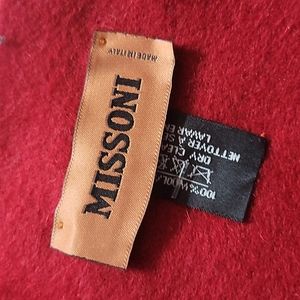 MISSONI
MADE IN ITALY
100% WOOL
DRY CLEAN
NETTOYER A SEC
LAVAR EN